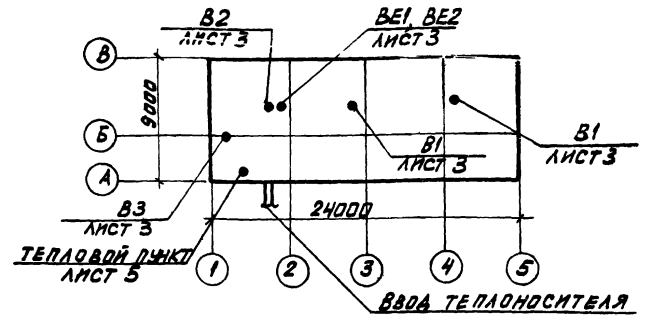 В2
ЛИСТ 3
ВЕ1, ВЕ2
ЛИСТ 3
В
9000
Б
В1
ЛИСТ 3
В1
ЛИСТ 3
А
В3
ЛИСТ 3
24000
ТЕПЛОВОЙ ПУНКТ
ЛИСТ 5
1
2
3
4
5
ВВОД ТЕПЛОНОСИТЕЛЯ